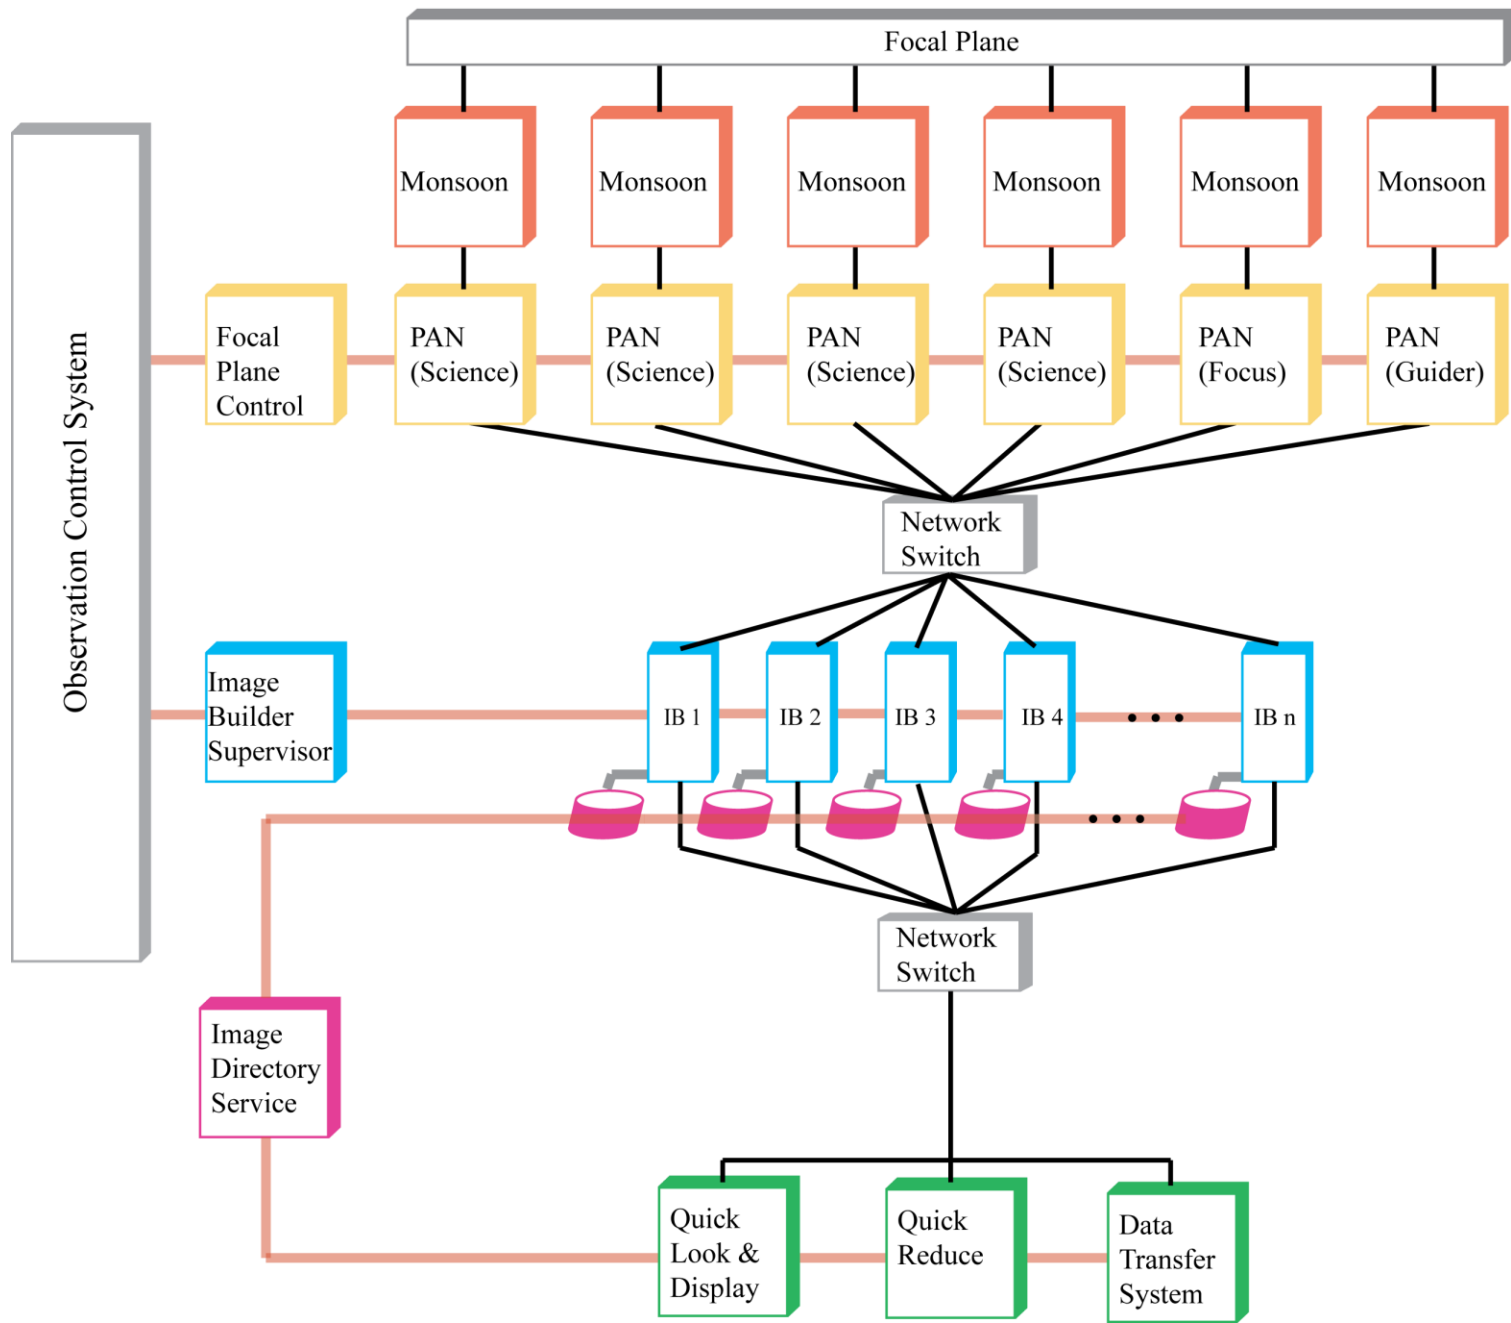 Focal Plane
Monsoon
Monsoon
Monsoon
Monsoon
Monsoon
Monsoon
Observation Control System
Focal
Plane
Control
PAN
(Science)
PAN
(Science)
PAN
(Science)
PAN
(Science)
PAN
(Focus)
PAN
(Guider)
Network
Switch
Image
Builder
Supervisor
IB 1
IB 2
IB 3
IB 4
• • •
IB n
• • •
Network
Switch
Image
Directory
Service
Quick
Look &
Display
Quick
Reduce
Data
Transfer
System